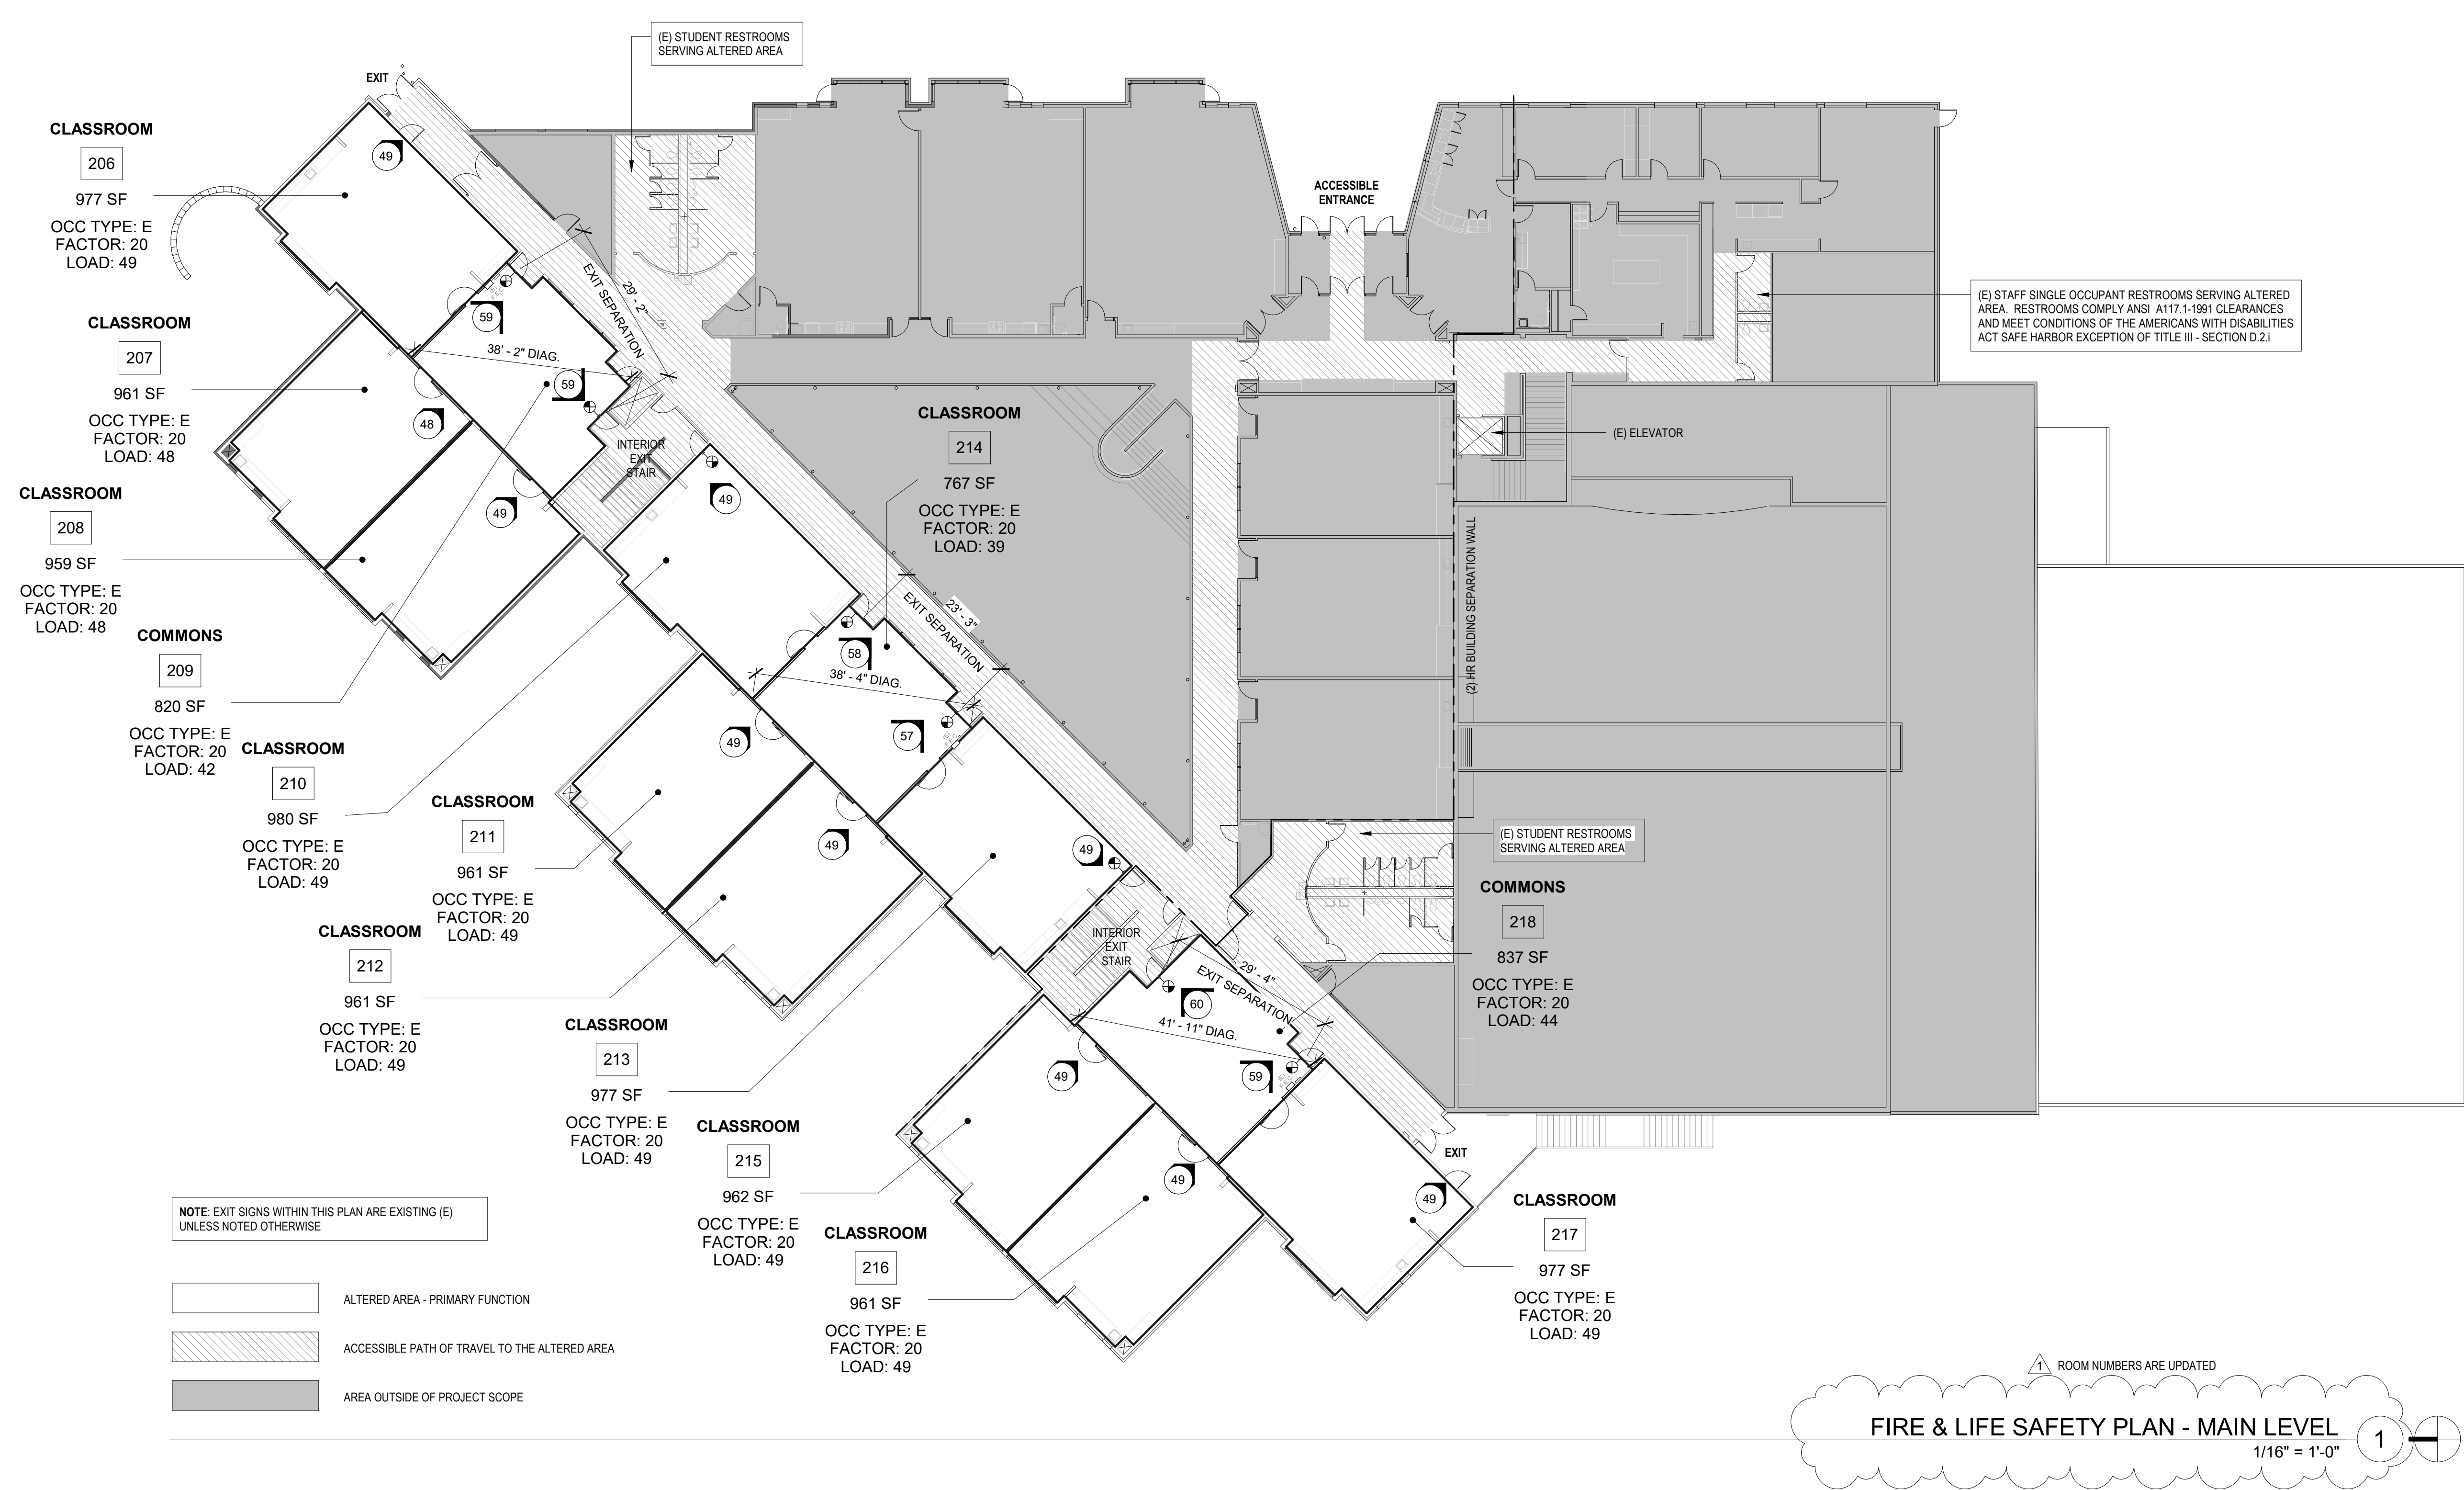 (E) STUDENT RESTROOMS
SERVING ALTERED AREA
EXIT
CLASSROOM
206
977 SF
OCC TYPE: E
FACTOR: 20
LOAD: 49
49
ACCESSIBLE
ENTRANCE
CLASSROOM
207
961 SF
OCC TYPE: E
FACTOR: 20
LOAD: 48
59
29' - 2"
EXIT SEPARATION
38' - 2" DIAG.
59
48
(E) STAFF SINGLE OCCUPANT RESTROOMS SERVING ALTERED
AREA. RESTROOMS COMPLY ANSI A117.1-1991 CLEARANCES
AND MEET CONDITIONS OF THE AMERICANS WITH DISABILITIES
ACT SAFE HARBOR EXCEPTION OF TITLE III - SECTION D.2.i
(E) ELEVATOR
CLASSROOM
214
767 SF
OCC TYPE: E
FACTOR: 20
LOAD: 39
INTERIOR
EXIT
STAIR
CLASSROOM
208
959 SF
OCC TYPE: E
FACTOR: 20
LOAD: 48
49
49
(2) HR BUILDING SEPARATION WALL
COMMONS
209
820 SF
OCC TYPE: E
FACTOR: 20
LOAD: 42
23' - 3"
EXIT SEPARATION
58
38' - 4" DIAG.
57
49
CLASSROOM
210
980 SF
OCC TYPE: E
FACTOR: 20
LOAD: 49
CLASSROOM
211
961 SF
OCC TYPE: E
FACTOR: 20
LOAD: 49
49
49
(E) STUDENT RESTROOMS
SERVING ALTERED AREA
COMMONS
218
837 SF
OCC TYPE: E
FACTOR: 20
LOAD: 44
CLASSROOM
212
961 SF
OCC TYPE: E
FACTOR: 20
LOAD: 49
INTERIOR
EXIT
STAIR
29' - 4"
EXIT SEPARATION
60
41' - 11" DIAG.
59
49
CLASSROOM
213
977 SF
OCC TYPE: E
FACTOR: 20
LOAD: 49
CLASSROOM
215
962 SF
OCC TYPE: E
FACTOR: 20
LOAD: 49
49
49
EXIT
CLASSROOM
217
977 SF
OCC TYPE: E
FACTOR: 20
LOAD: 49
CLASSROOM
216
961 SF
OCC TYPE: E
FACTOR: 20
LOAD: 49
NOTE: EXIT SIGNS WITHIN THIS PLAN ARE EXISTING (E)
UNLESS NOTED OTHERWISE
ALTERED AREA - PRIMARY FUNCTION
ACCESSIBLE PATH OF TRAVEL TO THE ALTERED AREA
AREA OUTSIDE OF PROJECT SCOPE
1 ROOM NUMBERS ARE UPDATED
FIRE & LIFE SAFETY PLAN - MAIN LEVEL
1
1/16" = 1'-0"